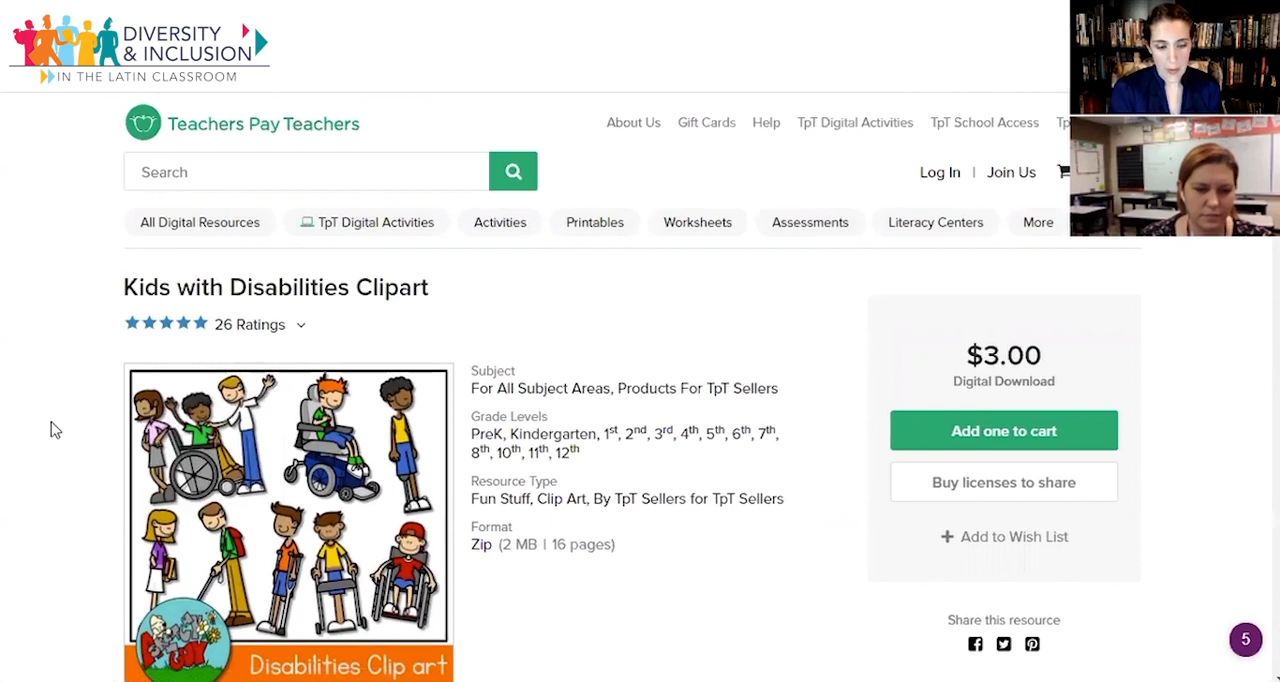 DIVERSITY
& INCLUSION
IN THE LATIN CLASSROOM
Teachers Pay Teachers
About Us Gift Cards Help TpT Digital Activities TpT School Access Tp
Search
Log In | Join Us
All Digital Resources TpT Digital Activities Activities Printables Worksheets Assessments Literacy Centers More
Kids with Disabilities Clipart
26 Ratings
Subject
For All Subject Areas, Products For TpT Sellers
Grade Levels
PreK, Kindergarten, 1st, 2nd, 3rd, 4th, 5th, 6th, 7th,
8th, 10th, 11th, 12th
Resource Type
Fun Stuff, Clip Art, By TpT Sellers for TpT Sellers
Format
Zip (2 MB | 16 pages)
$3.00
Digital Download
Add one to cart
Buy licenses to share
+ Add to Wish List
Share this resource
5
Disabilities Clip art